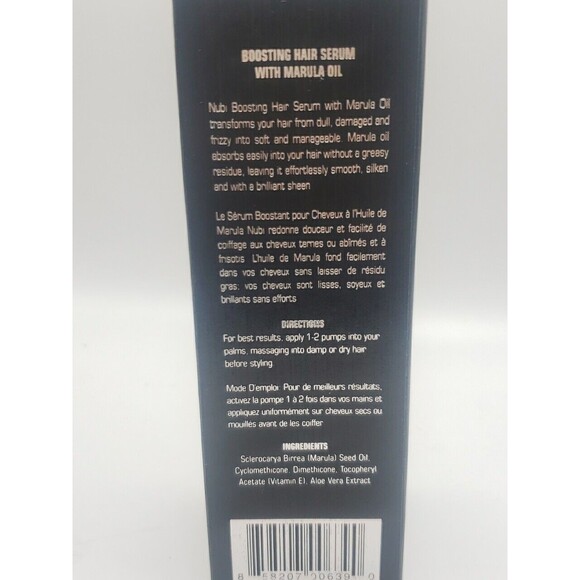 BOOSTING HAIR SERUM
WITH MARULA OIL
Nubi Boosting Hair Serum with Marula Oil
transforms your hair from dull, damaged and
frizzy into soft and manageable. Marula oil
absorbs easily into your hair without a greasy
residue, leaving it effortlessly smooth, silken
and with a brilliant sheen
Le Sérum Boostant pour Cheveux à l'Huile de
Marula Nubi redonne douceur et facilité de
coiffage aux cheveux ternes ou abîmés et à
frisotis. L'huile de Marula fond facilement
dans vos cheveux sans laisser de résidu
gras: vos cheveux sont lisses, soyeux et
brillants sans efforts
DIRECTIONS
For best results, apply 1-2 pumps into your
palms, massaging into damp or dry hair
before styling.
Mode D'emploi: Pour de meilleurs résultats,
activez la pompe 1 à 2 fois dans vos mains et
appliquez uniformément sur cheveux secs ou
mouillés avant de les coiffer
INGREDIENTS
Sclerocarya Birrea (Marula) Seed Oil,
Cyclomethicone, Dimethicone, Tocopheryl
Acetate (Vitamin E), Aloe Vera Extract
8 58207 00639 0